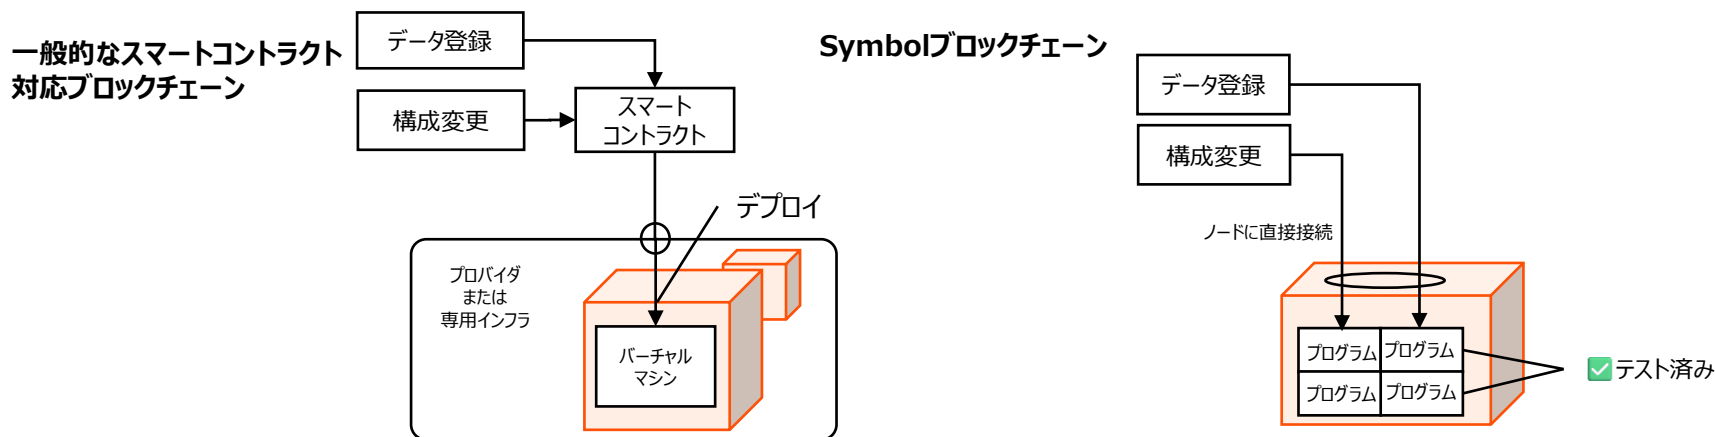 一般的なスマートコントラクト
対応ブロックチェーン
データ登録
構成変更
スマート
コントラクト
デプロイ
プロバイダ
または
専用インフラ
バーチャル
マシン
Symbolブロックチェーン
データ登録
構成変更
ノードに直接接続
プログラム
プログラム
プログラム
プログラム
✅テスト済み